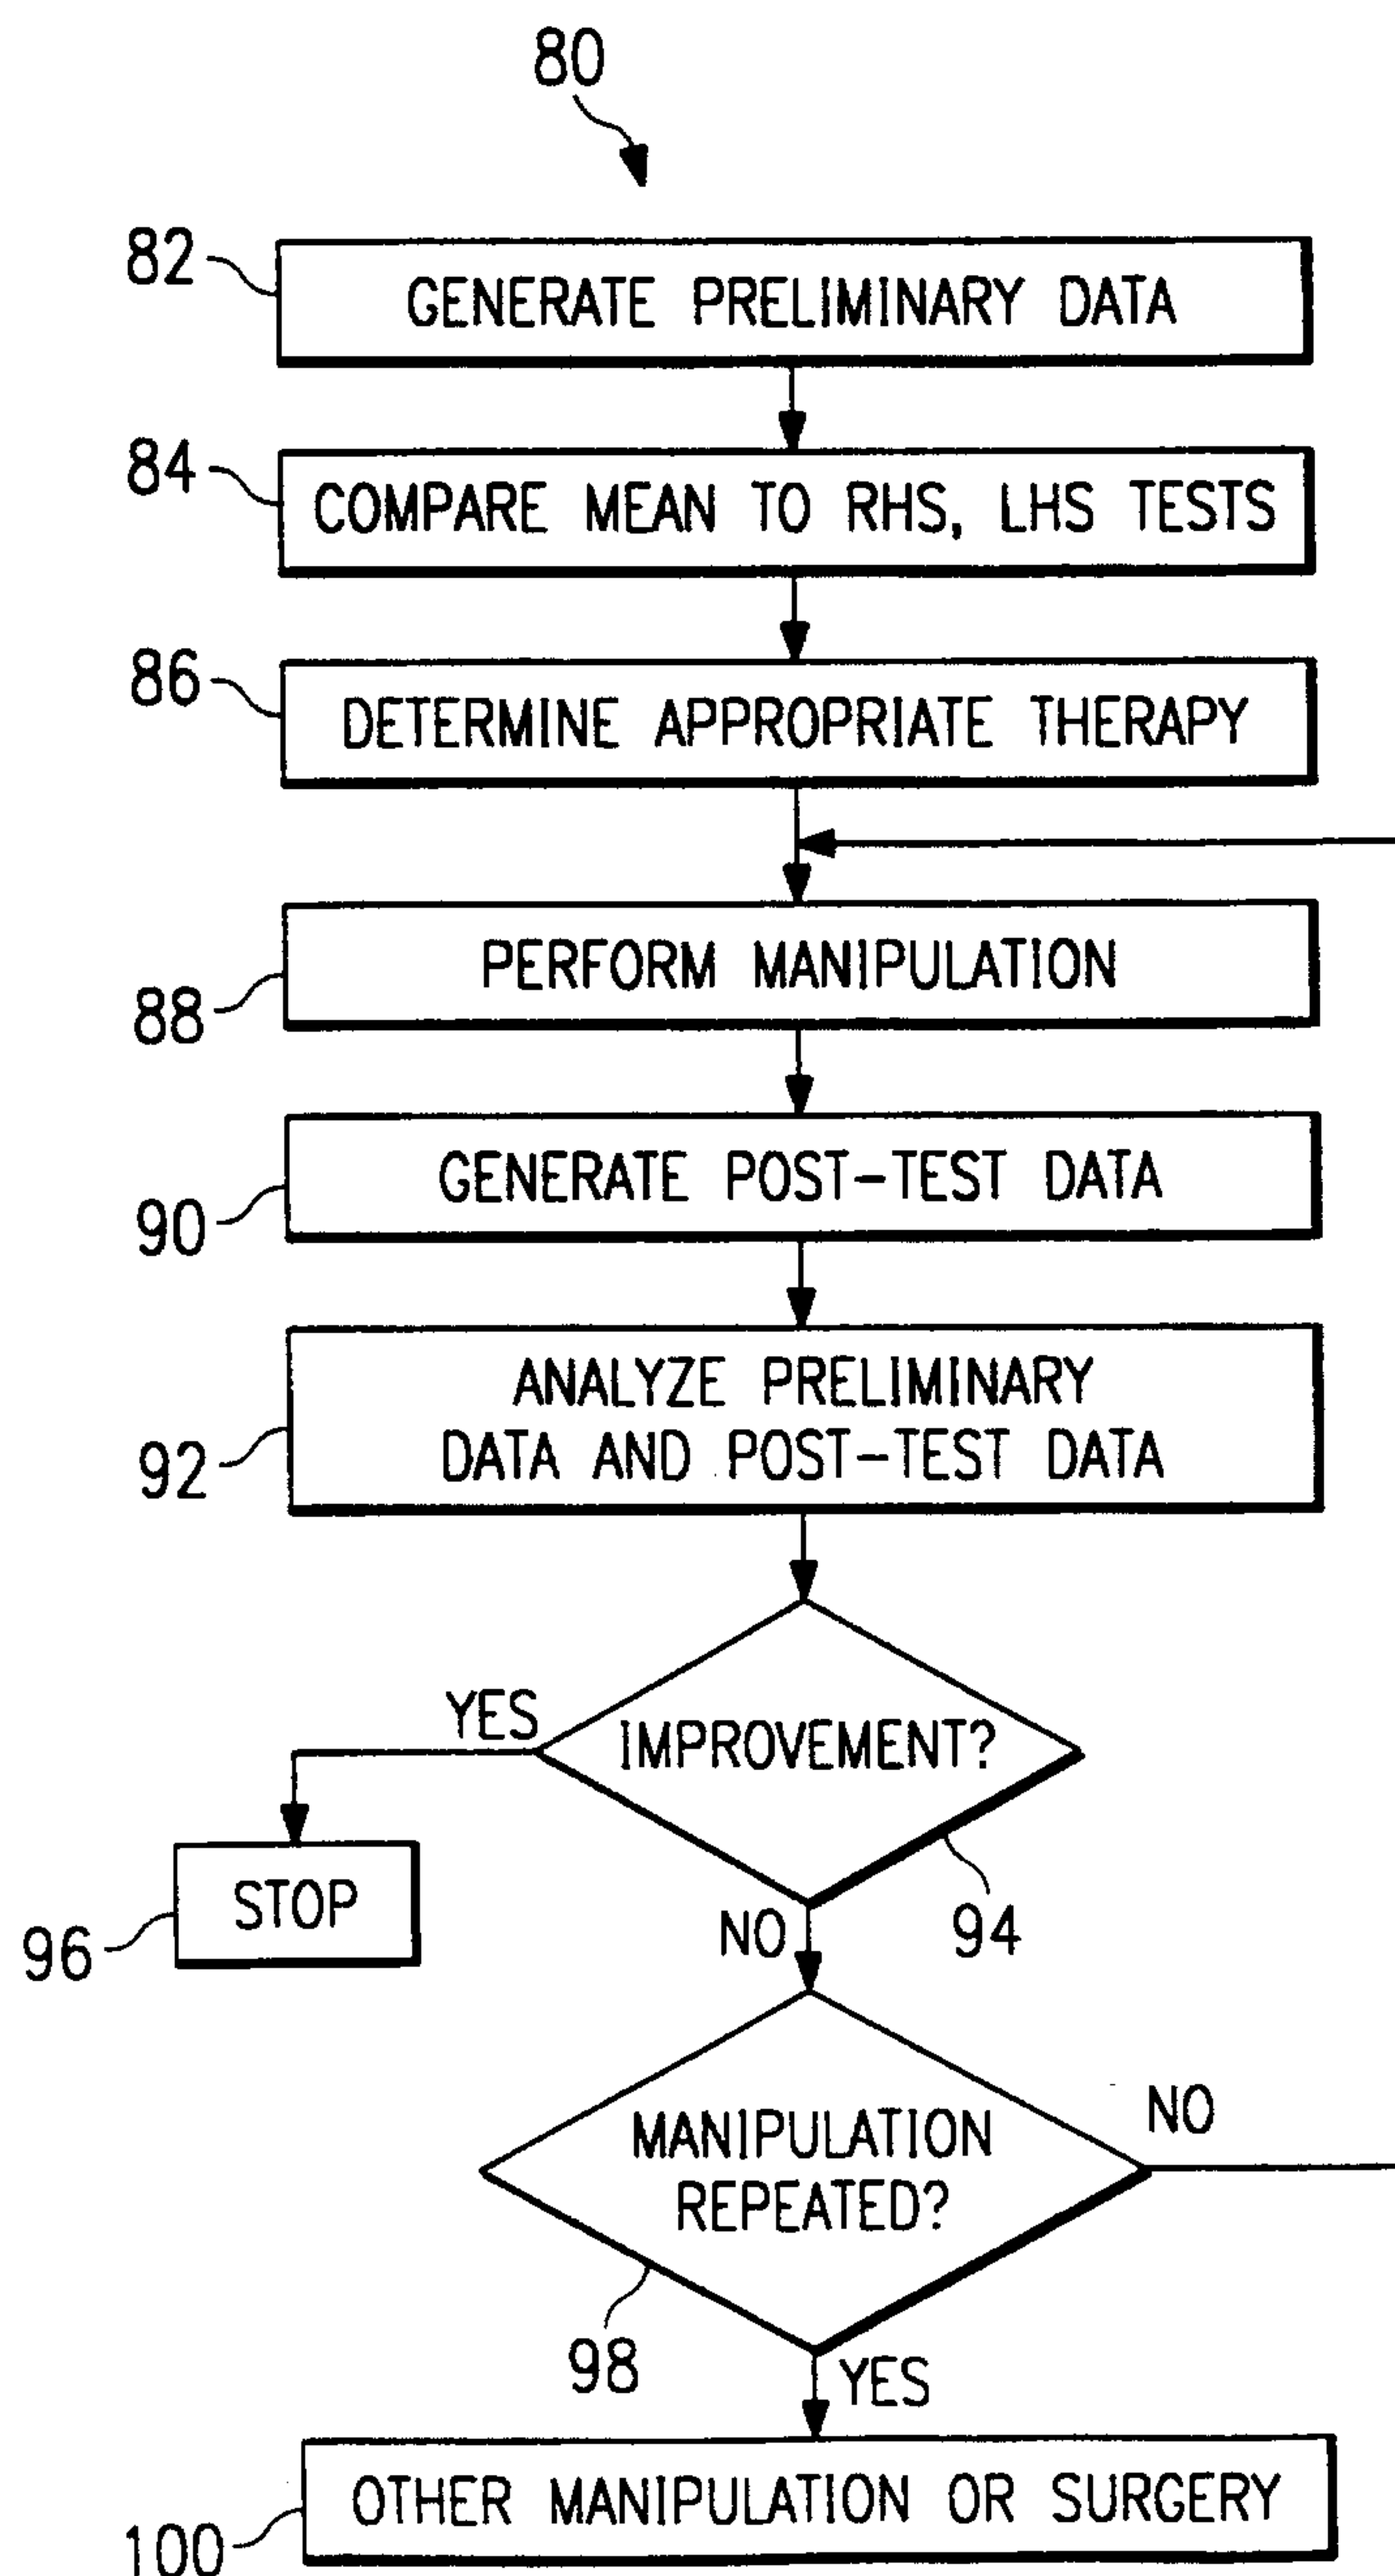 80
82
GENERATE PRELIMINARY DATA
84
COMPARE MEAN TO RHS, LHS TESTS
86
DETERMINE APPROPRIATE THERAPY
PERFORM MANIPULATION
88
GENERATE POST-TEST DATA
90
ANALYZE PRELIMINARY
DATA AND POST-TEST DATA
92
YES
IMPROVEMENT?
STOP
96
NO
94
NO
MANIPULATION
REPEATED?
98
YES
OTHER MANIPULATION OR SURGERY
100